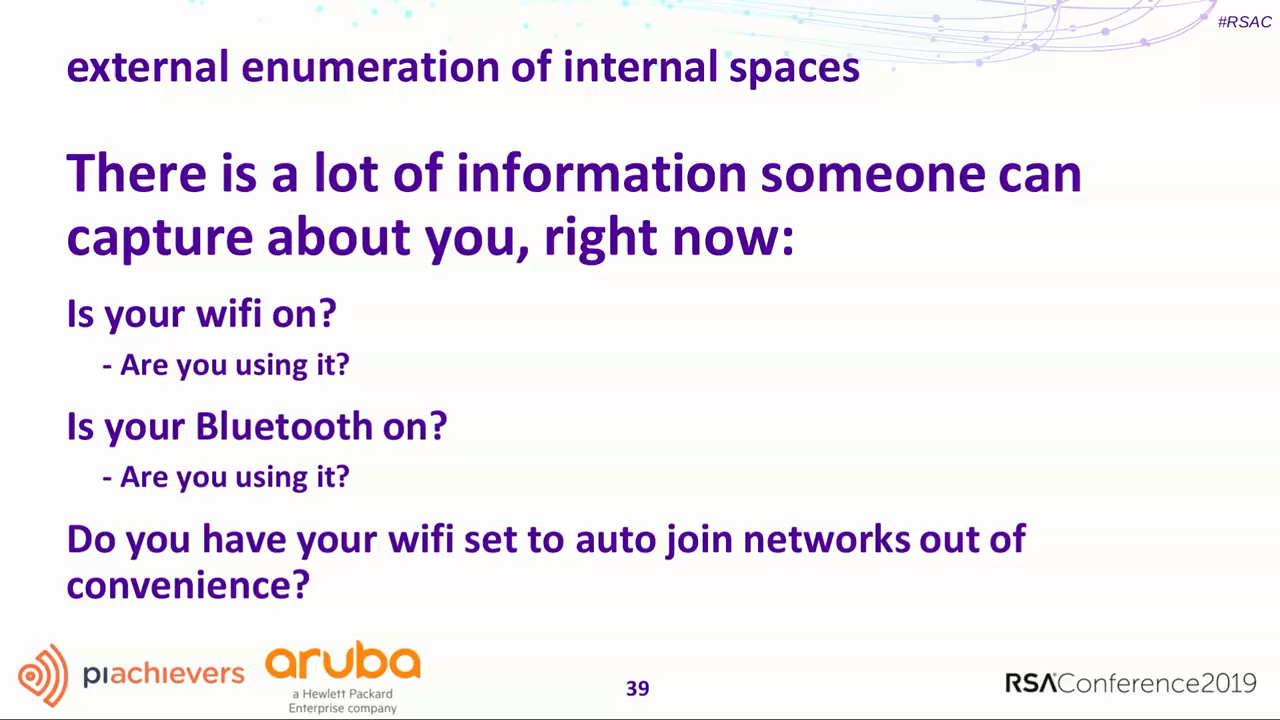 #RSAC
external enumeration of internal spaces
There is a lot of information someone can
capture about you, right now:
Is your wifi on?
- Are you using it?
Is your Bluetooth on?
- Are you using it?
Do you have your wifi set to auto join networks out of
convenience?
piachievers
aruba
a Hewlett Packard
Enterprise company
39
RSAConference2019